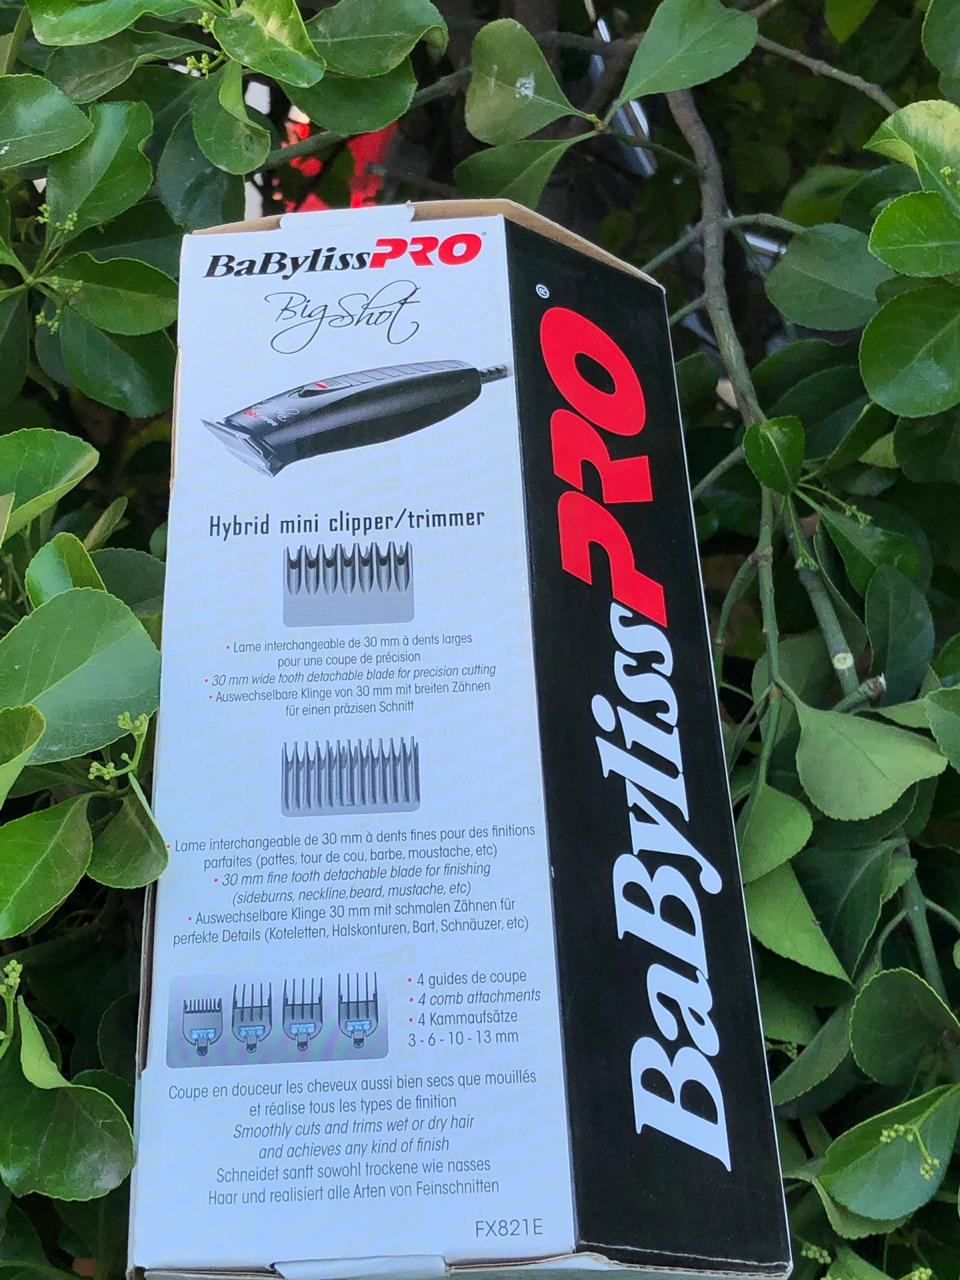 BaBylissPRO
BigShot
Hybrid mini clipper/trimmer
• Lame interchangeable de 30 mm à dents larges
pour une coupe de précision
• 30 mm wide tooth detachable blade for precision cutting
• Auswechselbare Klinge von 30 mm mit breiten Zähnen
für einen präzisen Schnitt
• Lame interchangeable de 30 mm à dents fines pour des finitions
parfaites (pattes, tour de cou, barbe, moustache, etc)
• 30 mm fine tooth detachable blade for finishing
(sideburns, neckline,beard, mustache, etc)
• Auswechselbare Klinge 30 mm mit schmalen Zähnen für
perfekte Details (Koteletten, Halskonturen, Bart, Schnäuzer, etc)
• 4 guides de coupe
• 4 comb attachments
• 4 Kammaufsätze
3 - 6 - 10 - 13 mm
Coupe en douceur les cheveux aussi bien secs que mouillés
et réalise tous les types de finition
Smoothly cuts and trims wet or dry hair
and achieves any kind of finish
Schneidet sanft sowohl trockene wie nasses
Haar und realisiert alle Arten von Feinschnitten
FX821E
BaBylissPRO®